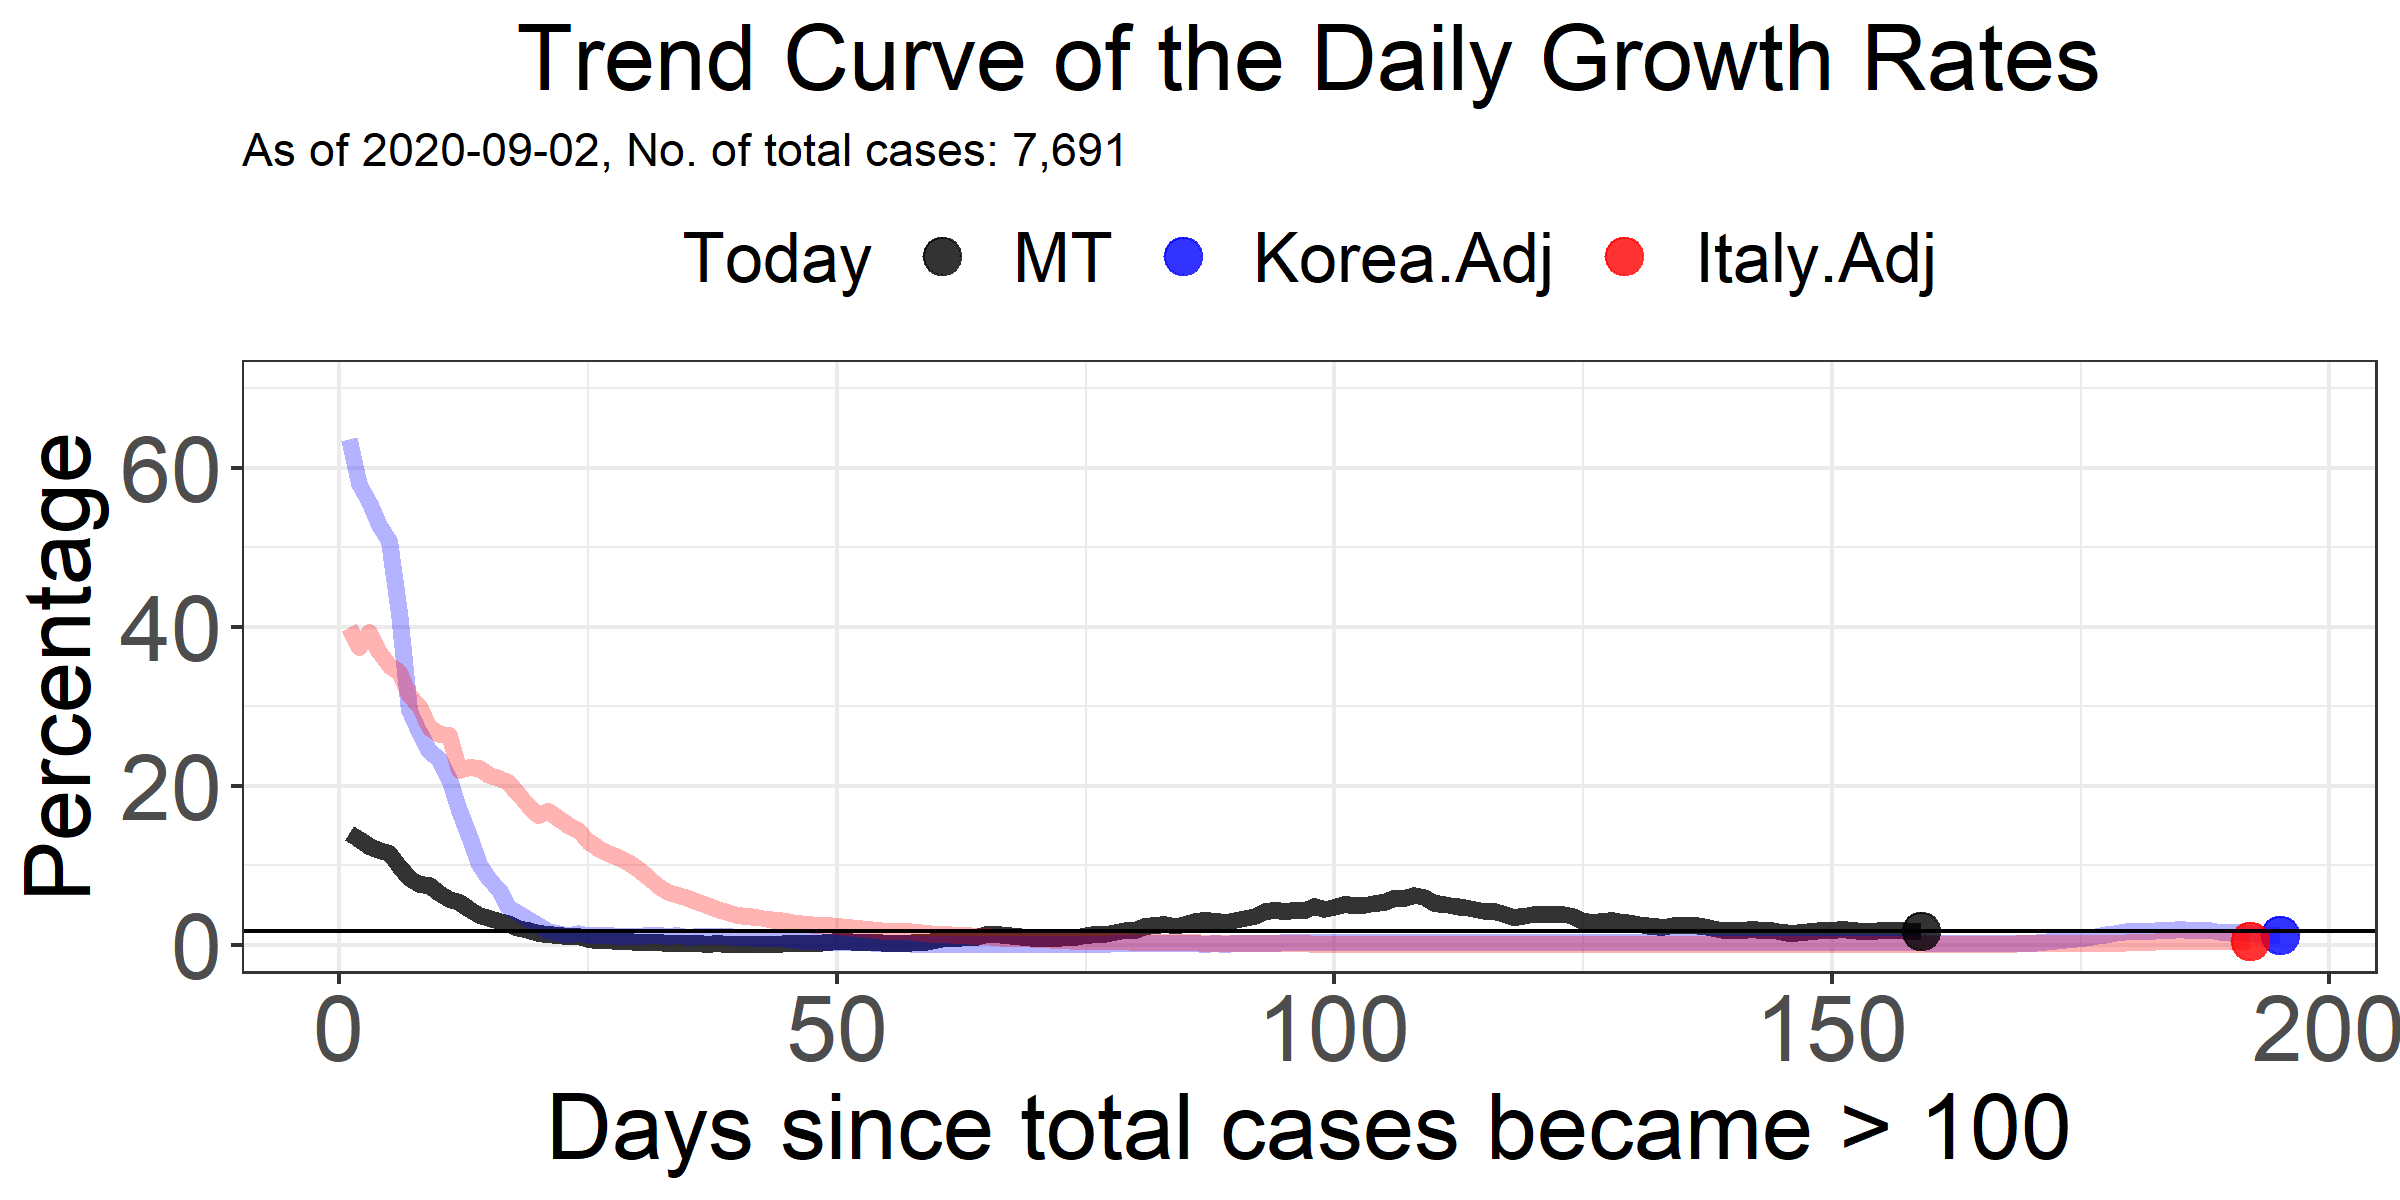 Trend Curve of the Daily Growth Rates
As of 2020-09-02, No. of total cases: 7,691
Today MT Korea.Adj Italy.Adj
Percentage
60
40
20
0
0 50 100 150 200
Days since total cases became > 100